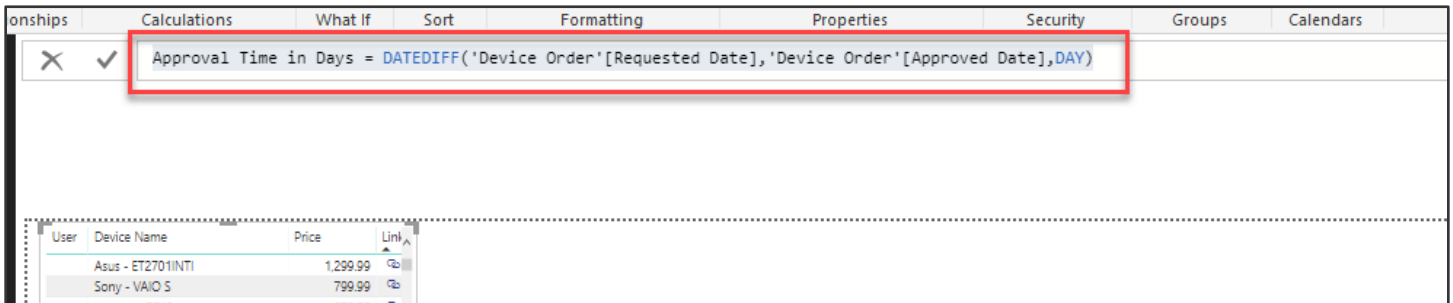 onships Calculations What If Sort Formatting Properties Security Groups Calendars
Approval Time in Days = DATEDIFF('Device Order'[Requested Date],'Device Order'[Approved Date],DAY)
User Device Name Price Link
Asus - ET2701INTI 1,299.99
Sony - VAIO S 799.99